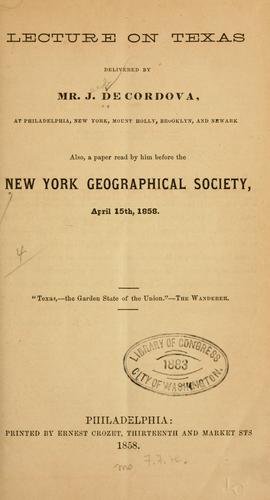 LECTURE ON TEXAS
DELIVERED BY
MR. J. DE CORDOVA,
AT PHILADELPHIA, NEW YORK, MOUNT HOLLY, BROOKLYN, AND NEWARK
Also, a paper read by him before the
NEW YORK GEOGRAPHICAL SOCIETY,
April 15th, 1858.
4
"Texas,—the Garden State of the Union."—THE WANDERER.
LIBRARY OF CONGRESS
1883
CITY OF WASHINGTON.
PHILADELPHIA:
PRINTED BY ERNEST CROZET, THIRTEENTH AND MARKET STS
1858.